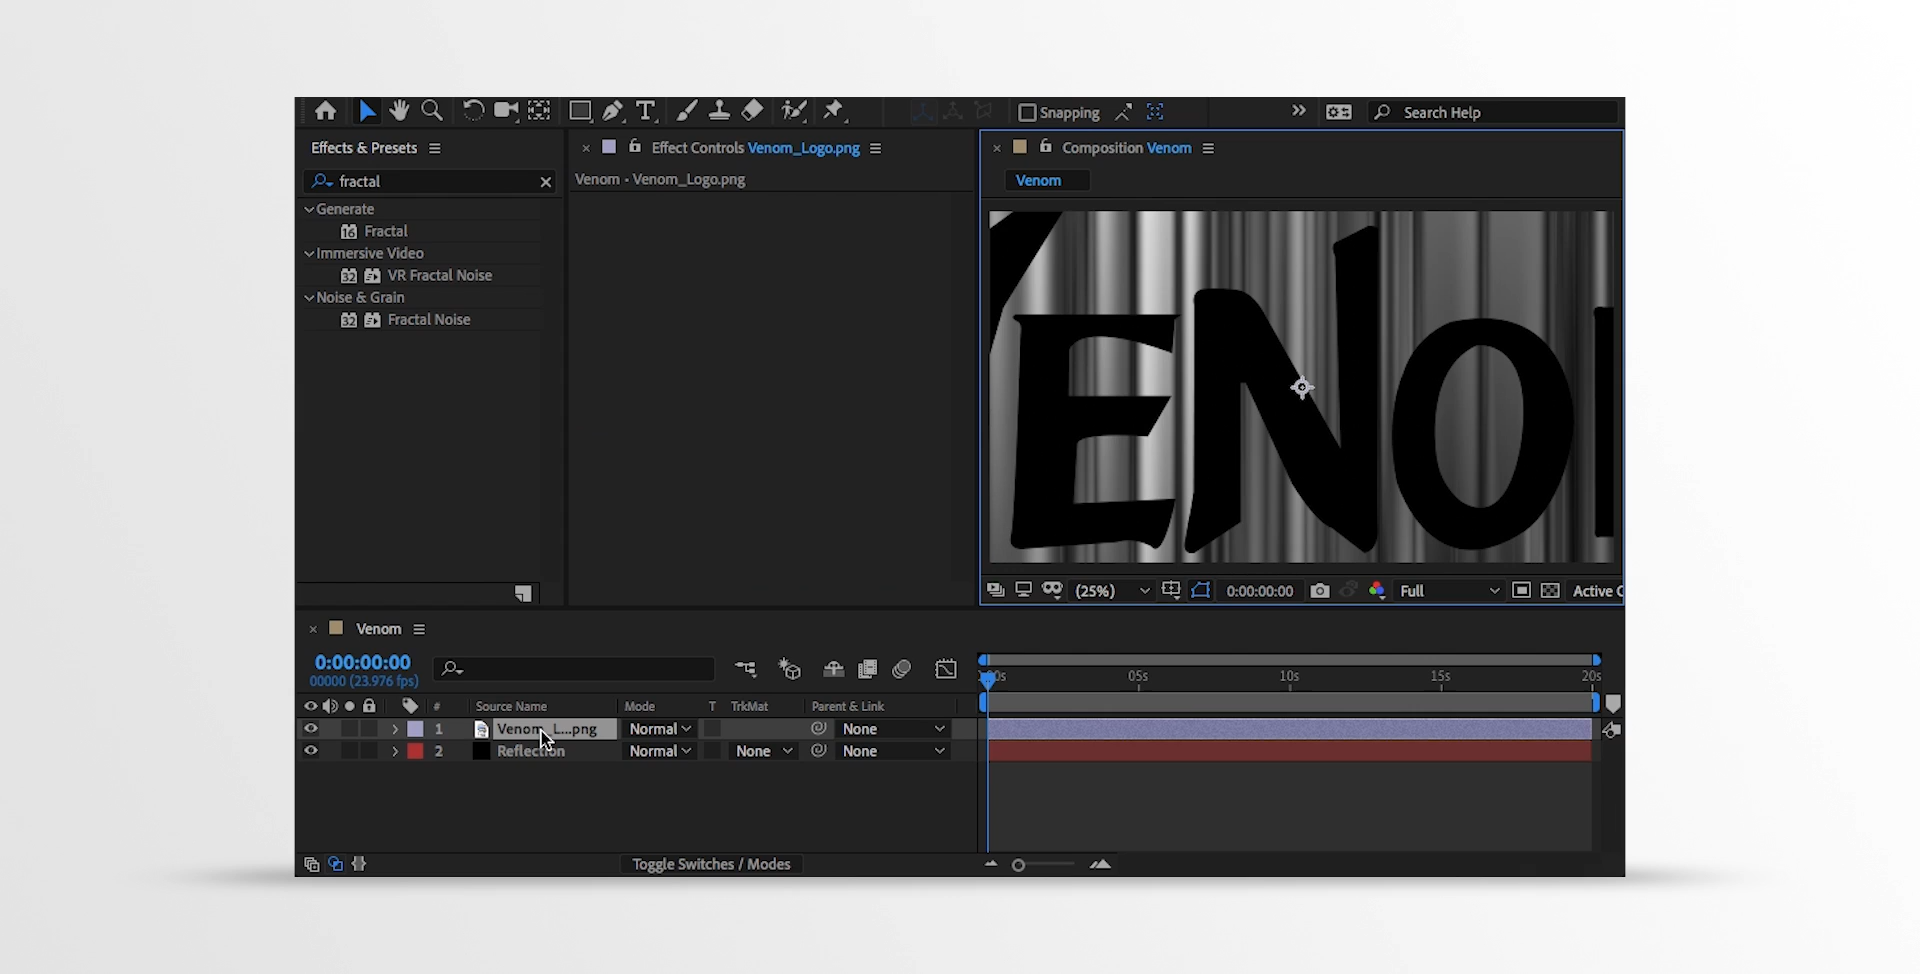 Snapping
Search Help
Effects & Presets
fractal
Generate
16 Fractal
Immersive Video
32 VR Fractal Noise
Noise & Grain
32 Fractal Noise
Effect Controls Venom_Logo.png
Venom • Venom_Logo.png
Composition Venom
Venom
ENO
(25%)
0:00:00:00
Full
Active C
Venom
0:00:00:00
00000 (23.976 fps)
05s
10s
15s
20s
# Source Name Mode T TrkMat Parent & Link
1 Venom_L...png Normal None
2 Reflection Normal None None
Toggle Switches / Modes